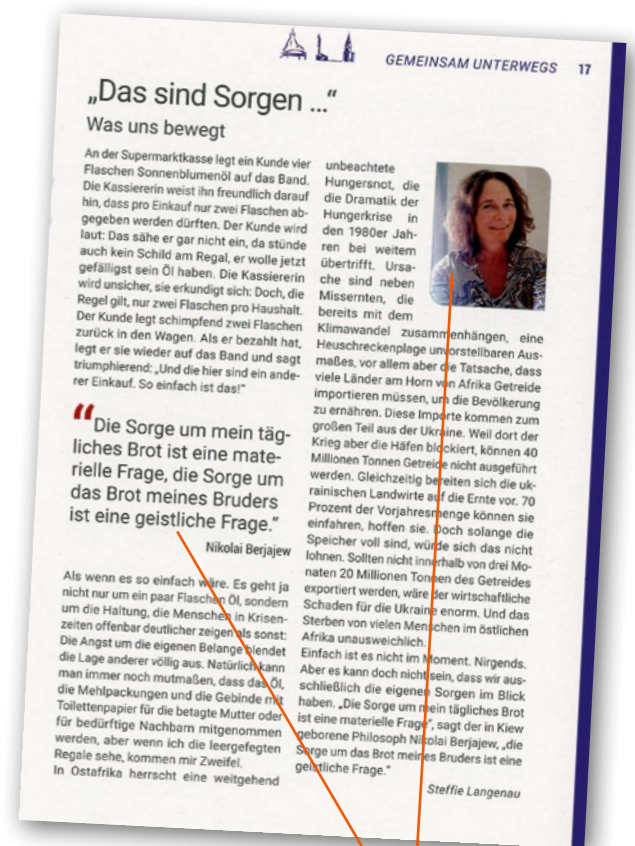 GEMEINSAM UNTERWEGS 17
„Das sind Sorgen ...“
Was uns bewegt
An der Supermarktkasse legt ein Kunde vier
Flaschen Sonnenblumenöl auf das Band.
Die Kassiererin weist ihn freundlich darauf
hin, dass pro Einkauf nur zwei Flaschen ab-
gegeben werden dürften. Der Kunde wird
laut: Das sähe er gar nicht ein, da stünde
auch kein Schild am Regal, er wolle jetzt
gefälligst sein Öl haben. Die Kassiererin
wird unsicher, sie erkundigt sich: Doch, die
Regel gilt, nur zwei Flaschen pro Haushalt.
Der Kunde legt schimpfend zwei Flaschen
zurück in den Wagen. Als er bezahlt hat,
legt er sie wieder auf das Band und sagt
triumphierend: „Und die hier sind ein ande-
rer Einkauf. So einfach ist das!“
"Die Sorge um mein täg-
liches Brot ist eine mate-
rielle Frage, die Sorge um
das Brot meines Bruders
ist eine geistliche Frage."
Nikolai Berjajew
Als wenn es so einfach wäre. Es geht ja
nicht nur um ein paar Flaschen Öl, sondern
um die Haltung, die Menschen in Krisen-
zeiten offenbar deutlicher zeigen als sonst:
Die Angst um die eigenen Belange blendet
die Lage anderer völlig aus. Natürlich kann
man immer noch mutmaßen, dass das Öl,
die Mehlpackungen und die Gebinde mit
Toilettenpapier für die betagte Mutter oder
für bedürftige Nachbarn mitgenommen
werden, aber wenn ich die leergefegten
Regale sehe, kommen mir Zweifel.
In Ostafrika herrscht eine weitgehend
unbeachtete
Hungersnot, die
die Dramatik der
Hungerkrise in
den 1980er Jah-
ren bei weitem
übertrifft. Ursa-
che sind neben
Missernten, die
bereits mit dem
Klimawandel zusammenhängen, eine
Heuschreckenplage unvorstellbaren Aus-
maßes, vor allem aber die Tatsache, dass
viele Länder am Horn von Afrika Getreide
importieren müssen, um die Bevölkerung
zu ernähren. Diese Importe kommen zum
großen Teil aus der Ukraine. Weil dort der
Krieg aber die Häfen blockiert, können 40
Millionen Tonnen Getreide nicht ausgeführt
werden. Gleichzeitig bereiten sich die uk-
rainischen Landwirte auf die Ernte vor. 70
Prozent der Vorjahresmenge können sie
einfahren, hoffen sie. Doch solange die
Speicher voll sind, würde sich das nicht
lohnen. Sollten nicht innerhalb von drei Mo-
naten 20 Millionen Tonnen des Getreides
exportiert werden, wäre der wirtschaftliche
Schaden für die Ukraine enorm. Und das
Sterben von vielen Menschen im östlichen
Afrika unausweichlich.
Einfach ist es nicht im Moment. Nirgends.
Aber es kann doch nicht sein, dass wir aus-
schließlich die eigenen Sorgen im Blick
haben. „Die Sorge um mein tägliches Brot
ist eine materielle Frage“, sagt der in Kiew
geborene Philosoph Nikolai Berjajew, „die
Sorge um das Brot meines Bruders ist eine
geistliche Frage.“
Steffie Langenau